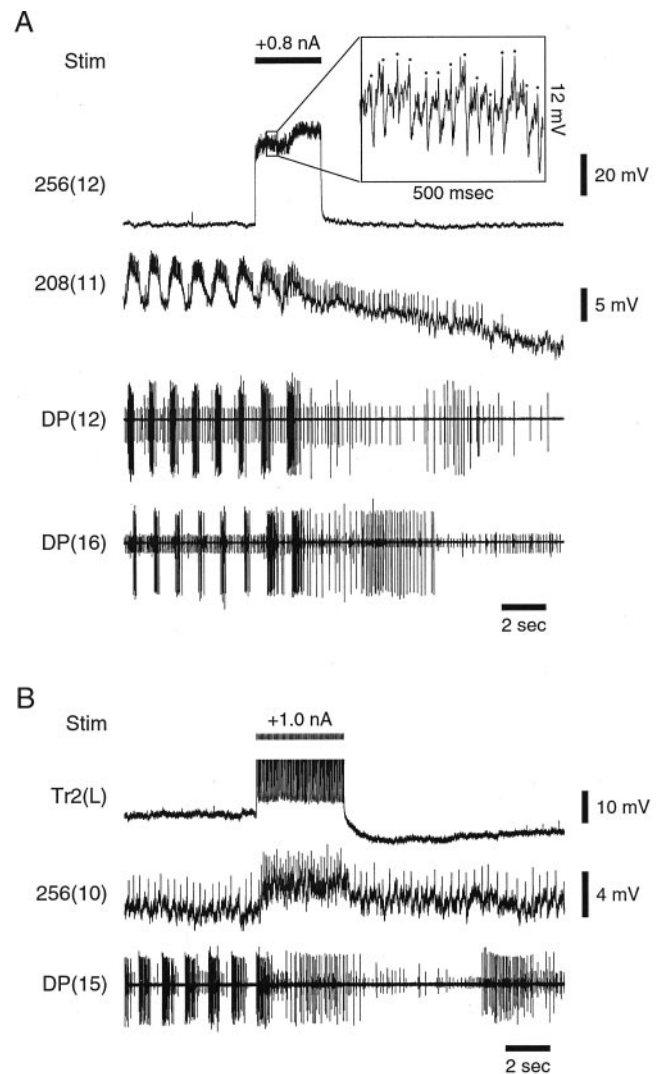 A
Stim
+0.8 nA
12 mV
500 msec
256(12)
20 mV
208(11)
5 mV
DP(12)
DP(16)
2 sec
B
Stim
+1.0 nA
Tr2(L)
10 mV
256(10)
4 mV
DP(15)
2 sec